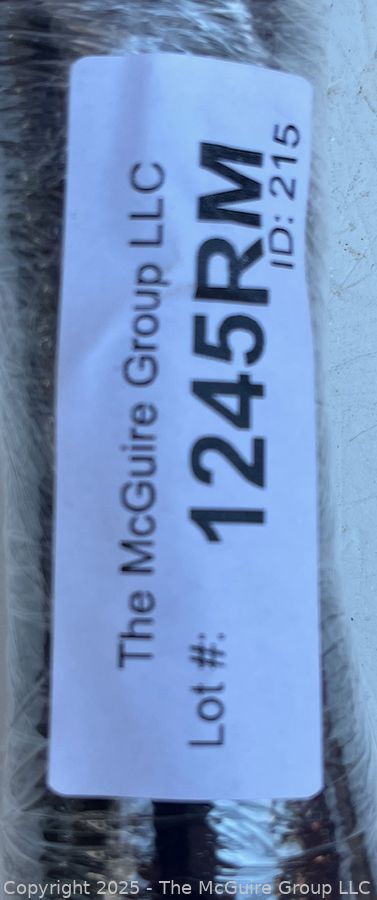 The McGuire Group LLC
Lot #: 1245RM
ID: 215
Copyright 2025 - The McGuire Group LLC